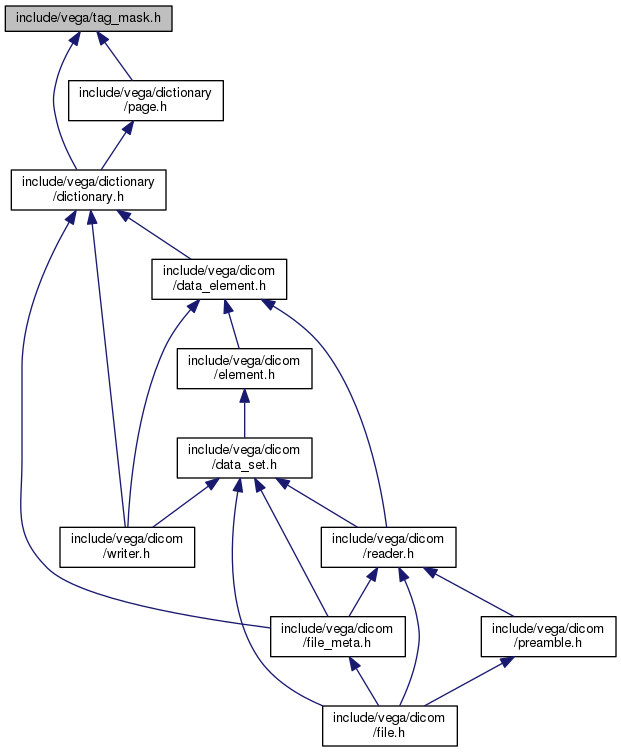 include/vega/tag_mask.h
include/vega/dictionary
/page.h
include/vega/dictionary
/dictionary.h
include/vega/dicom
/data_element.h
include/vega/dicom
/element.h
include/vega/dicom
/data_set.h
include/vega/dicom
/writer.h
include/vega/dicom
/reader.h
include/vega/dicom
/file_meta.h
include/vega/dicom
/preamble.h
include/vega/dicom
/file.h